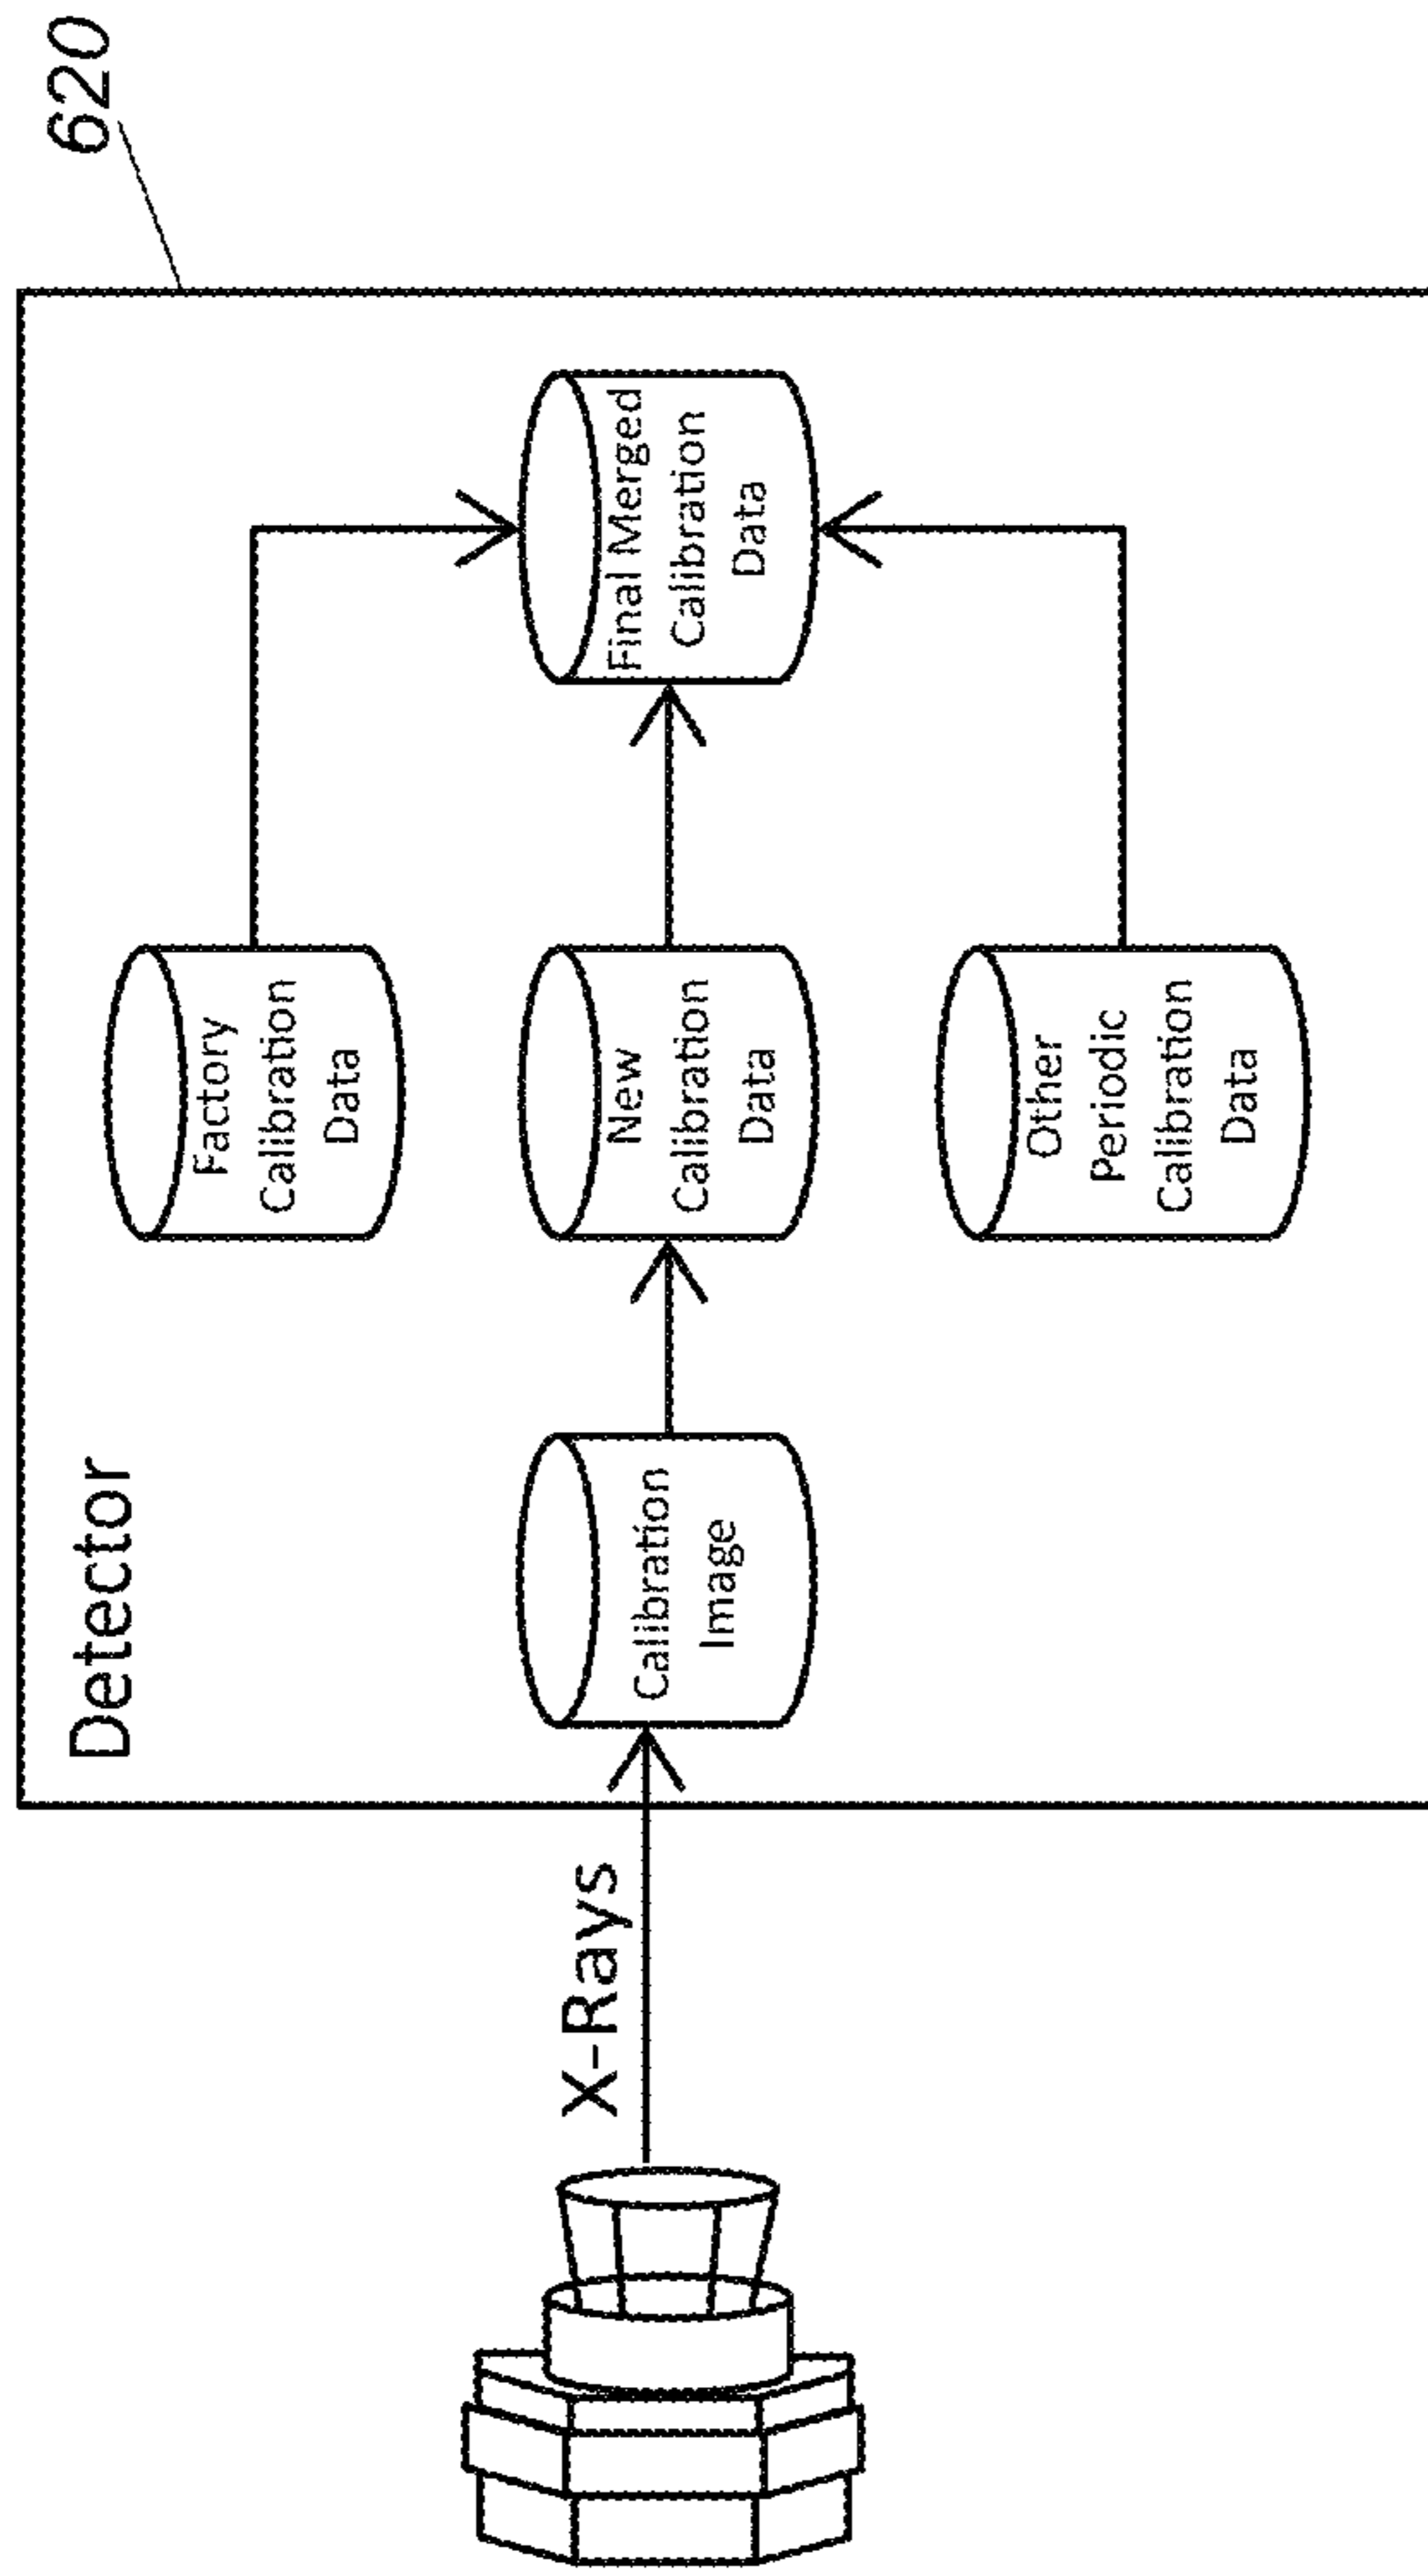 620
Detector
X-Rays
Calibration
Image
Factory
Calibration
Data
New
Calibration
Data
Other
Periodic
Calibration
Data
Final Merged
Calibration
Data